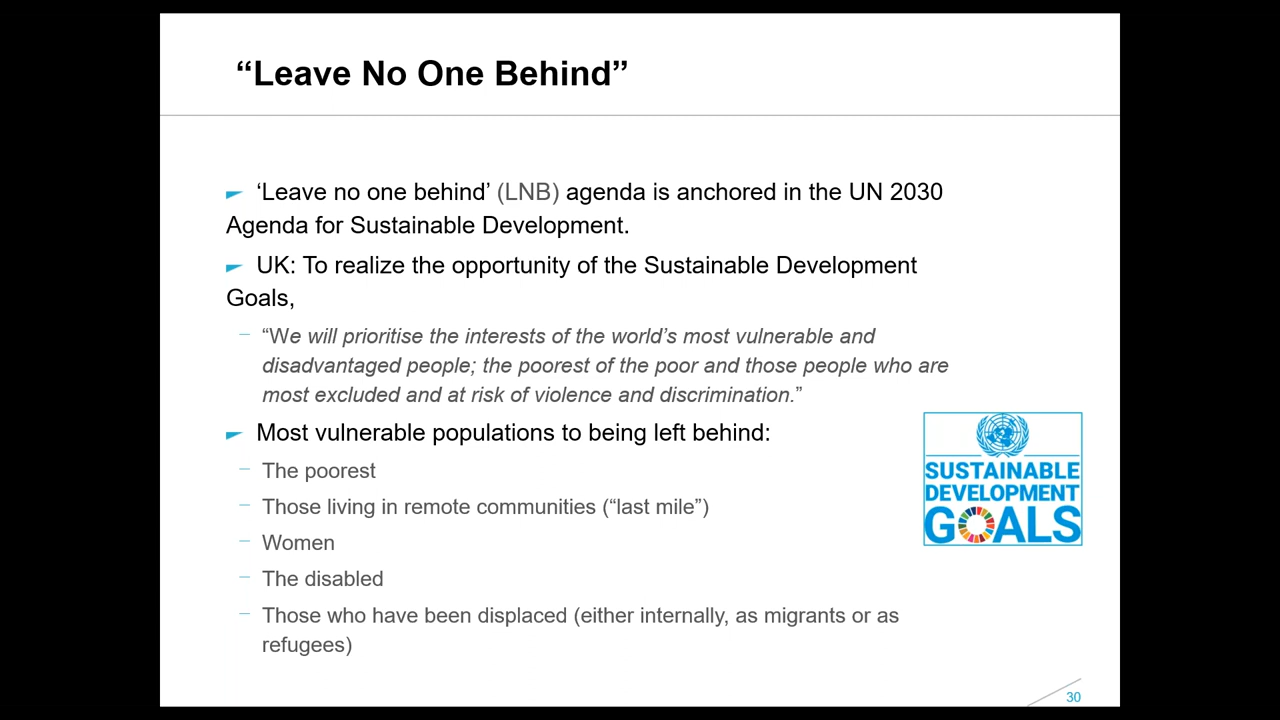 “Leave No One Behind”
‘Leave no one behind’ (LNB) agenda is anchored in the UN 2030
Agenda for Sustainable Development.
UK: To realize the opportunity of the Sustainable Development
Goals,
“We will prioritise the interests of the world’s most vulnerable and
disadvantaged people; the poorest of the poor and those people who are
most excluded and at risk of violence and discrimination.”
Most vulnerable populations to being left behind:
The poorest
Those living in remote communities (“last mile”)
Women
The disabled
Those who have been displaced (either internally, as migrants or as
refugees)
SUSTAINABLE
DEVELOPMENT
GOALS
30